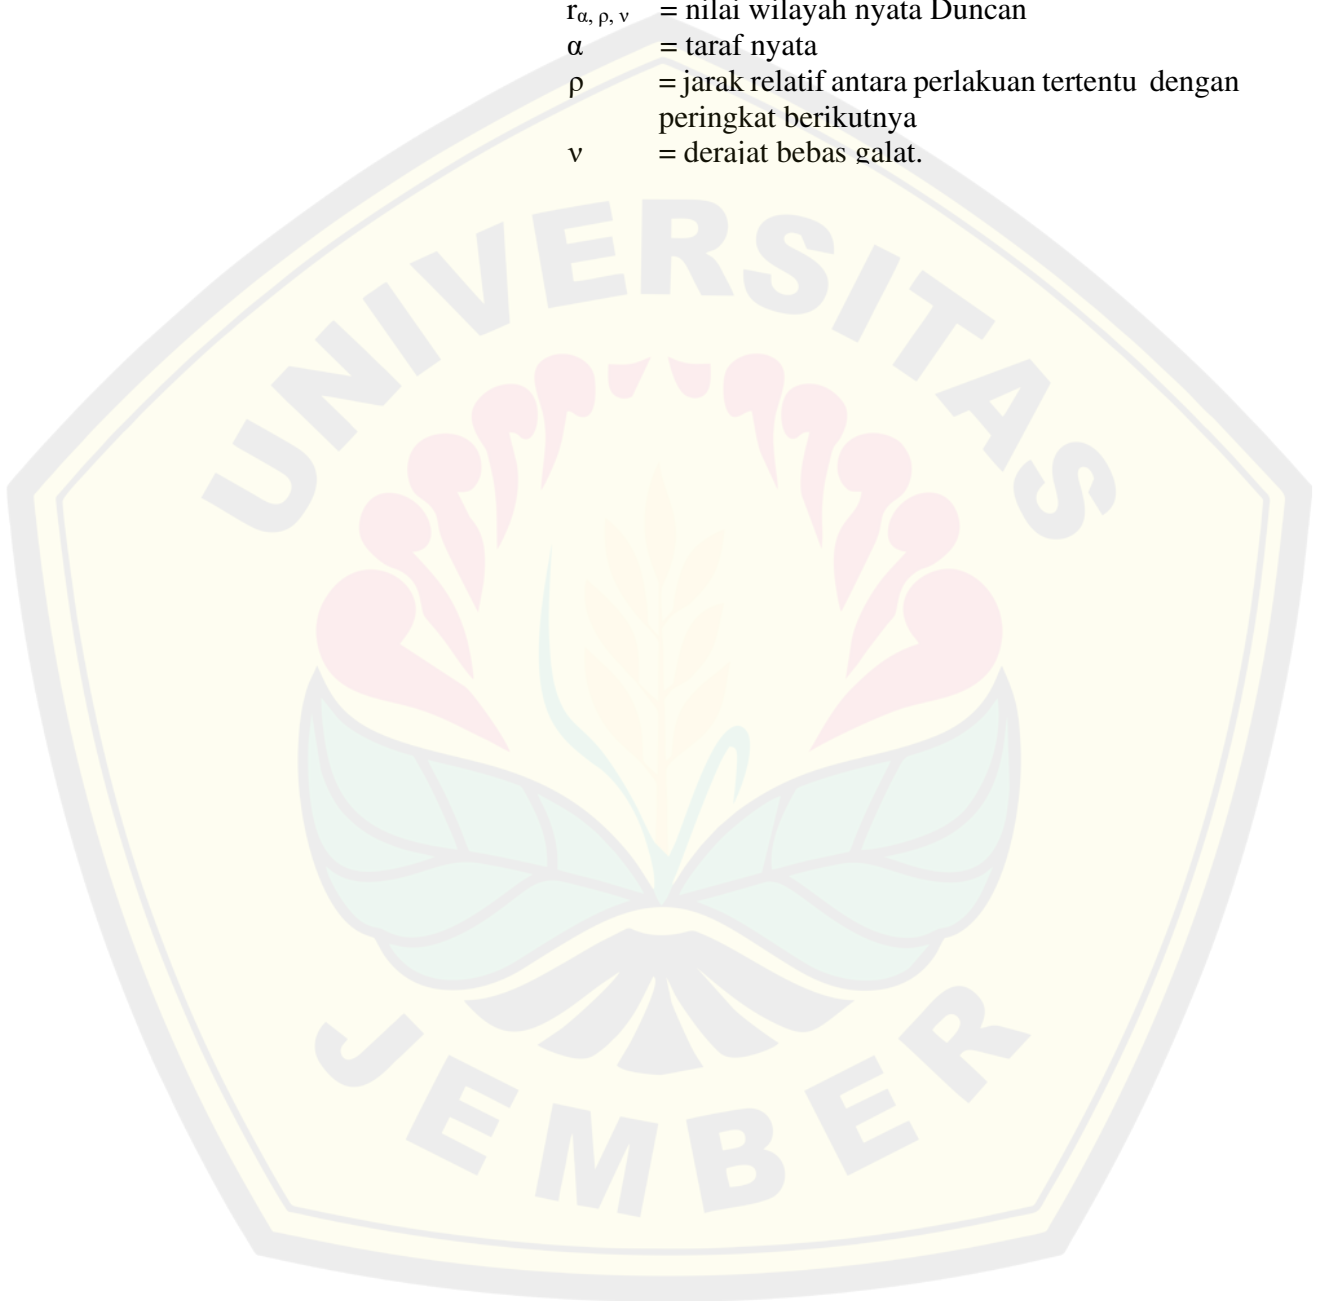 rα, ρ, ν = nilai wilayah nyata Duncan
α = taraf nyata
ρ = jarak relatif antara perlakuan tertentu dengan
peringkat berikutnya
ν = derajat bebas galat.
UNIVERSITAS
JEMBER